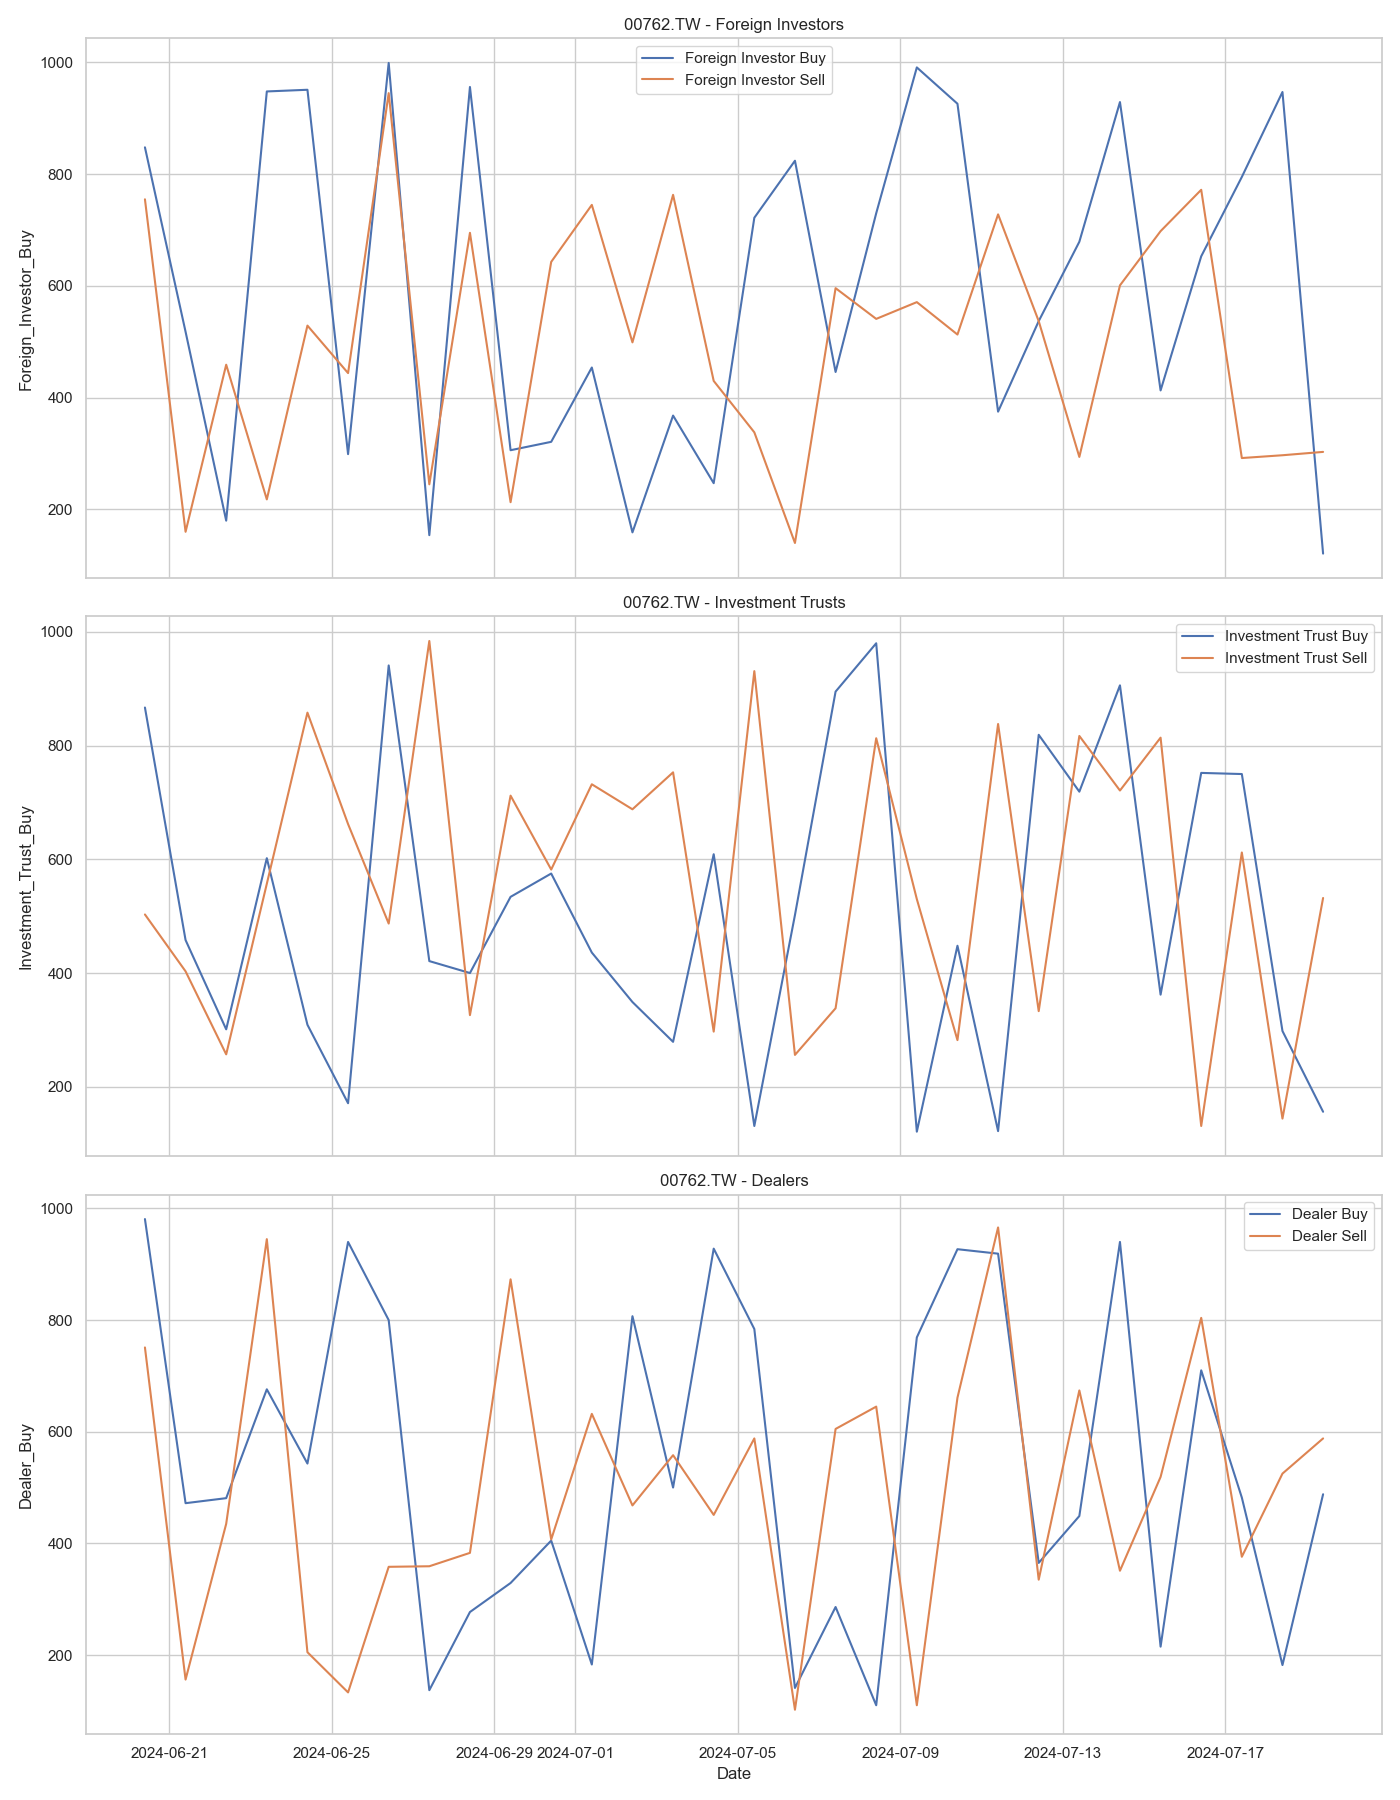 00762.TW - Foreign Investors
Foreign Investor Buy
Foreign Investor Sell
1000
800
600
400
200
Foreign_Investor_Buy
00762.TW - Investment Trusts
Investment Trust Buy
Investment Trust Sell
1000
800
600
400
200
Investment_Trust_Buy
00762.TW - Dealers
Dealer Buy
Dealer Sell
1000
800
600
400
200
Dealer_Buy
2024-06-21 2024-06-25 2024-06-29 2024-07-01 2024-07-05 2024-07-09 2024-07-13 2024-07-17
Date